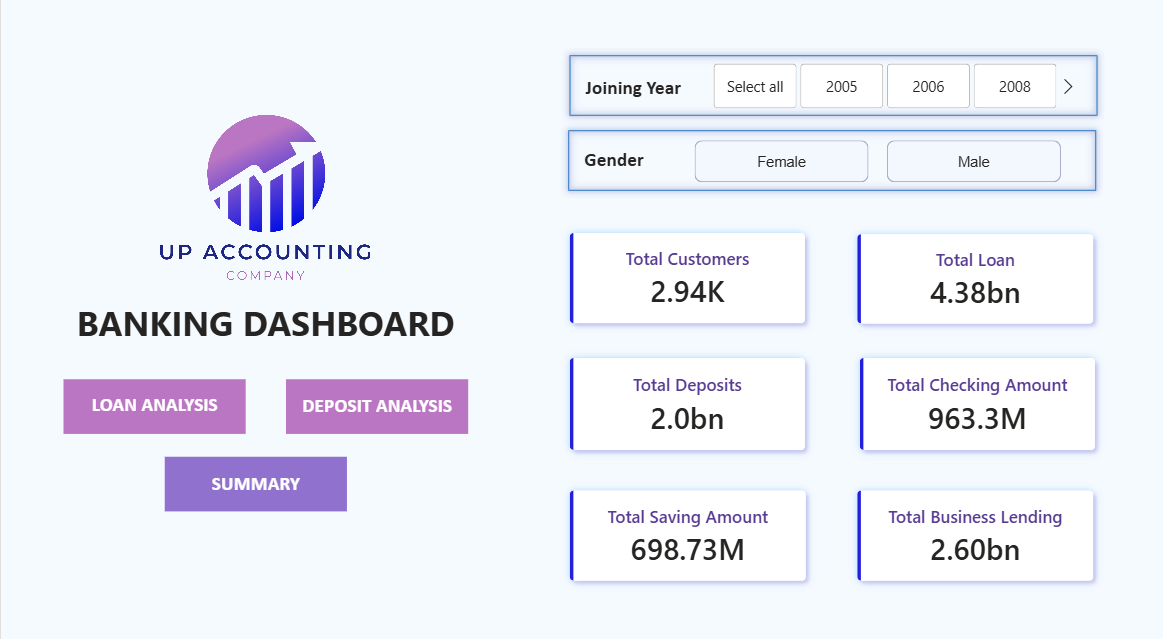 UP ACCOUNTING
COMPANY
BANKING DASHBOARD
LOAN ANALYSIS
DEPOSIT ANALYSIS
SUMMARY
Joining Year
Select all
2005
2006
2008
Gender
Female
Male
Total Customers
2.94K
Total Loan
4.38bn
Total Deposits
2.0bn
Total Checking Amount
963.3M
Total Saving Amount
698.73M
Total Business Lending
2.60bn